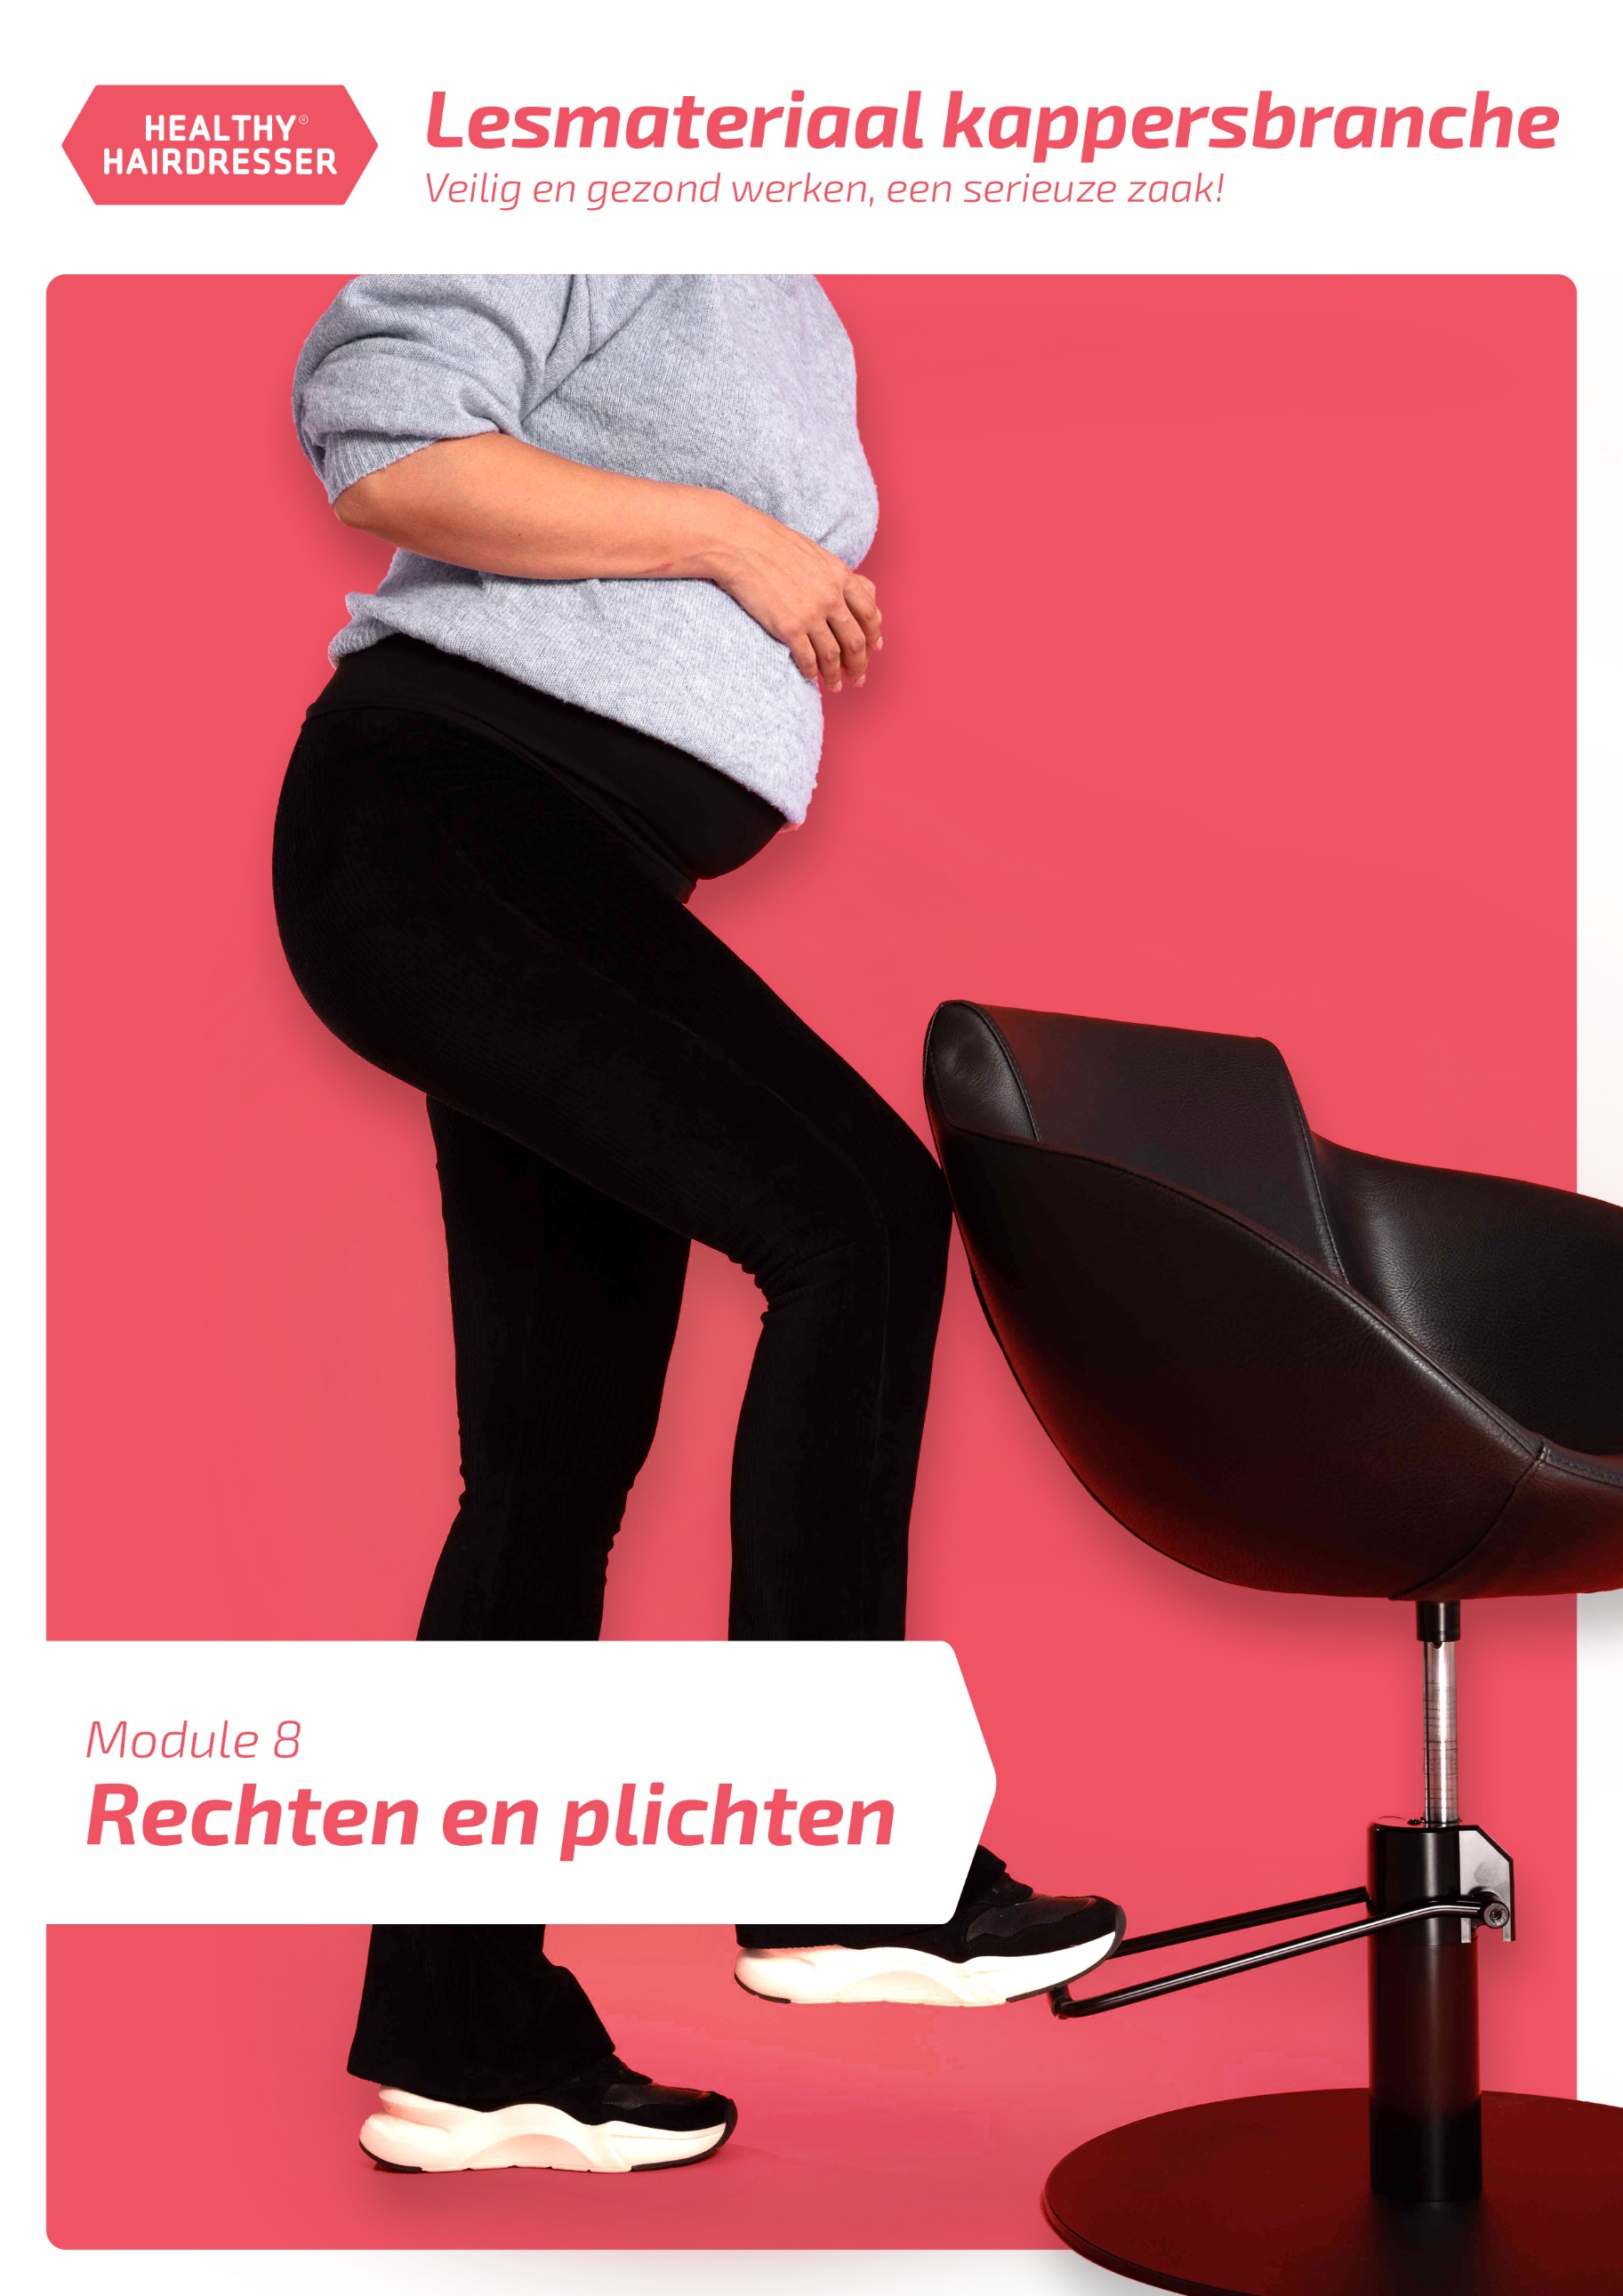 HEALTHY®
HAIRDRESSER
Lesmateriaal kappersbranche
Veilig en gezond werken, een serieuze zaak!
Module 8
Rechten en plichten